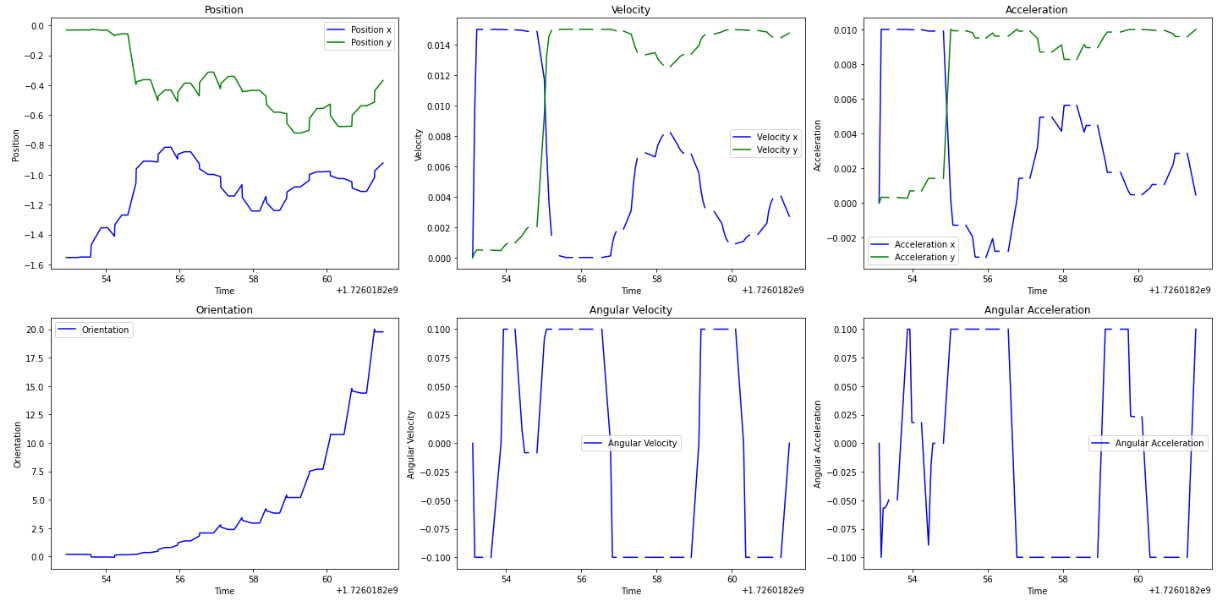 Position
Position x
Position y
0.0
−0.2
−0.4
−0.6
−0.8
−1.0
−1.2
−1.4
−1.6
Position
54
56
58
60
Time
+1.7260182e9
Velocity
Velocity x
Velocity y
0.014
0.012
0.010
0.008
0.006
0.004
0.002
0.000
Velocity
54
56
58
60
Time
+1.7260182e9
Acceleration
Acceleration x
Acceleration y
0.010
0.008
0.006
0.004
0.002
0.000
−0.002
Acceleration
54
56
58
60
Time
+1.7260182e9
Orientation
Orientation
20.0
17.5
15.0
12.5
10.0
7.5
5.0
2.5
0.0
Orientation
54
56
58
60
Time
+1.7260182e9
Angular Velocity
Angular Velocity
0.100
0.075
0.050
0.025
0.000
−0.025
−0.050
−0.075
−0.100
Angular Velocity
54
56
58
60
Time
+1.7260182e9
Angular Acceleration
Angular Acceleration
0.100
0.075
0.050
0.025
0.000
−0.025
−0.050
−0.075
−0.100
Angular Acceleration
54
56
58
60
Time
+1.7260182e9